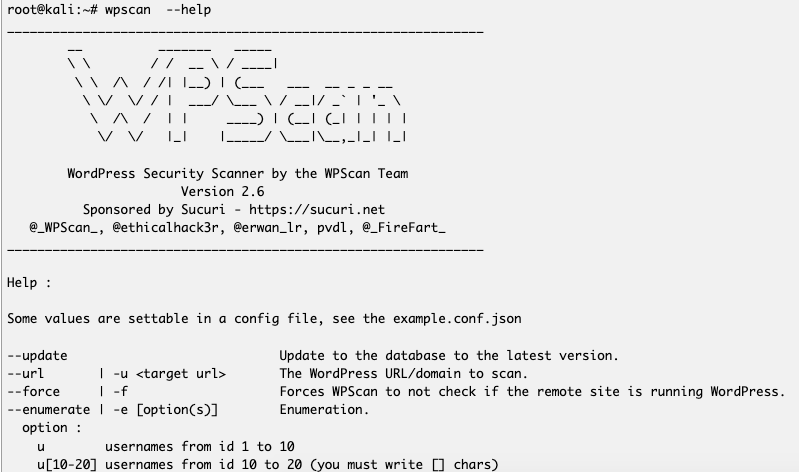 root@kali:~# wpscan  --help
_______________________________________________________________
        __          _______   _____
        \ \        / /  __ \ / ____|
         \ \  /\  / /| |__) | (___   ___  __ _ _ __
          \ \/  \/ / |  ___/ \___ \ / __|/ _` | '_ \
           \  /\  /  | |     ____) | (__| (_| | | | |
            \/  \/   |_|    |_____/ \___|\__,_|_| |_|

        WordPress Security Scanner by the WPScan Team
                       Version 2.6
          Sponsored by Sucuri - https://sucuri.net
   @_WPScan_, @ethicalhack3r, @erwan_lr, pvdl, @_FireFart_
_______________________________________________________________

Help :

Some values are settable in a config file, see the example.conf.json

--update                            Update to the database to the latest version.
--url       | -u <target url>       The WordPress URL/domain to scan.
--force     | -f                    Forces WPScan to not check if the remote site is running WordPress.
--enumerate | -e [option(s)]        Enumeration.
  option :
    u        usernames from id 1 to 10
    u[10-20] usernames from id 10 to 20 (you must write [] chars)